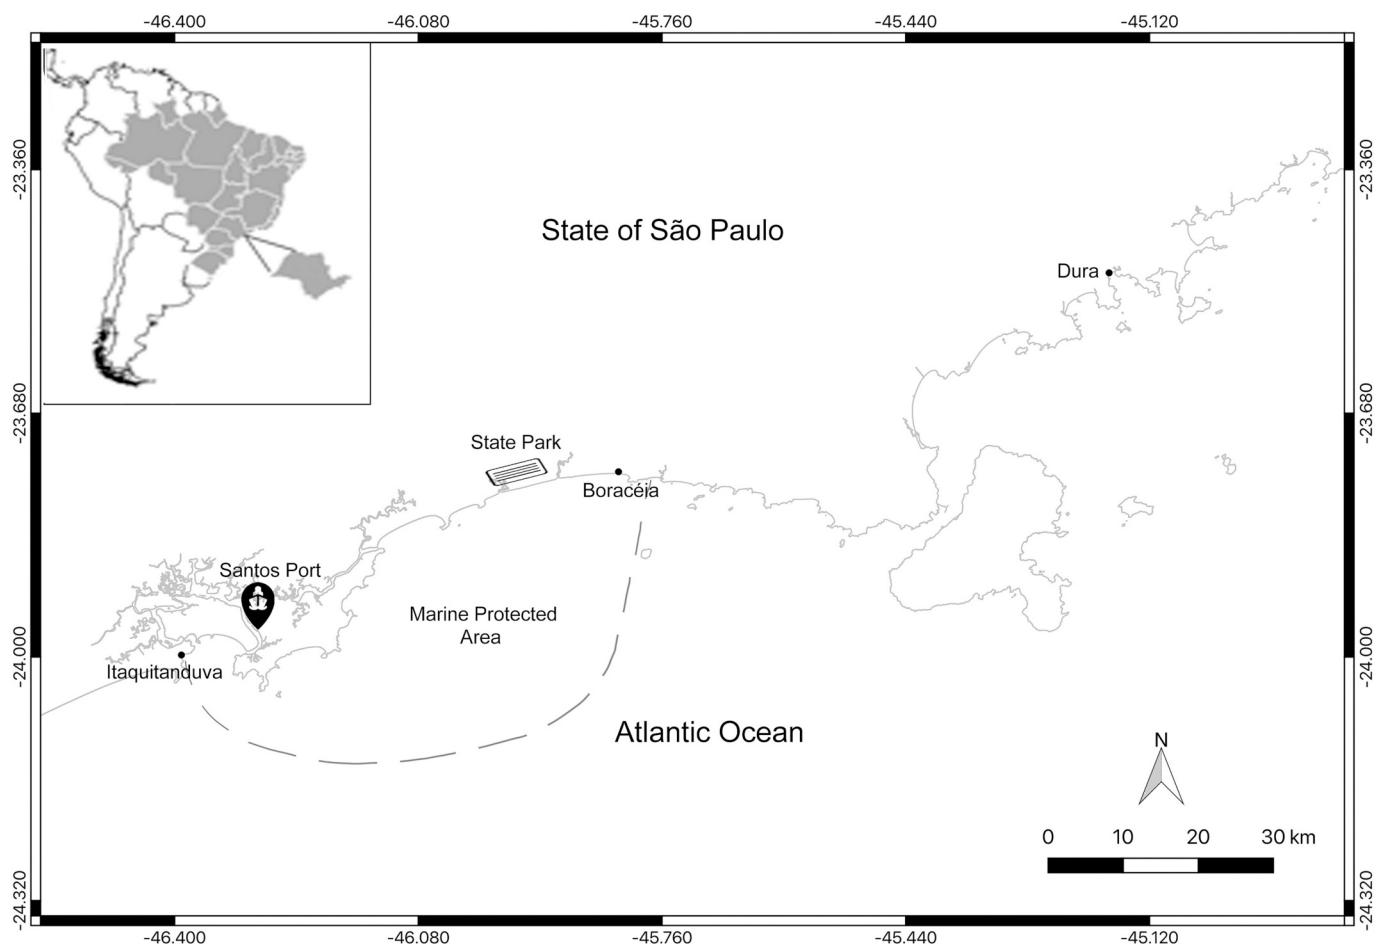 -46.400 -46.080 -45.760 -45.440 -45.120
-23.360 -23.360
State of São Paulo
Dura
-23.680 -23.680
State Park
Boracéia
Santos Port
Marine Protected
Area
-24.000 -24.000
Itaquitanduva
Atlantic Ocean
N
0 10 20 30 km
-24.320 -24.320
-46.400 -46.080 -45.760 -45.440 -45.120